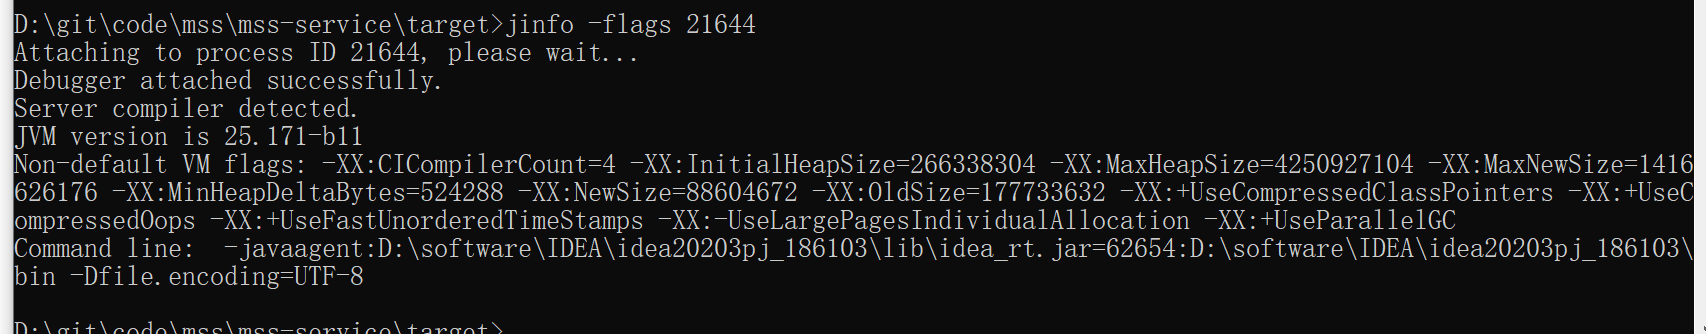 D:\git\code\mss\mss-service\target>jinfo -flags 21644
Attaching to process ID 21644, please wait...
Debugger attached successfully.
Server compiler detected.
JVM version is 25.171-b11
Non-default VM flags: -XX:CICompilerCount=4 -XX:InitialHeapSize=266338304 -XX:MaxHeapSize=4250927104 -XX:MaxNewSize=1416
626176 -XX:MinHeapDeltaBytes=524288 -XX:NewSize=88604672 -XX:OldSize=177733632 -XX:+UseCompressedClassPointers -XX:+UseC
ompressedOops -XX:+UseFastUnorderedTimeStamps -XX:-UseLargePagesIndividualAllocation -XX:+UseParallelGC
Command line:  -javaagent:D:\software\IDEA\idea20203pj_186103\lib\idea_rt.jar=62654:D:\software\IDEA\idea20203pj_186103\
bin -Dfile.encoding=UTF-8
D:\git\code\mss\mss-service\target>